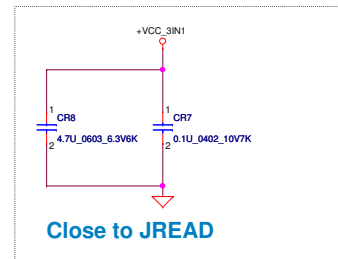 +VCC_3IN1
1
CR8
4.7U_0603_6.3V6K
2
1
CR7
0.1U_0402_10V7K
2
Close to JREAD